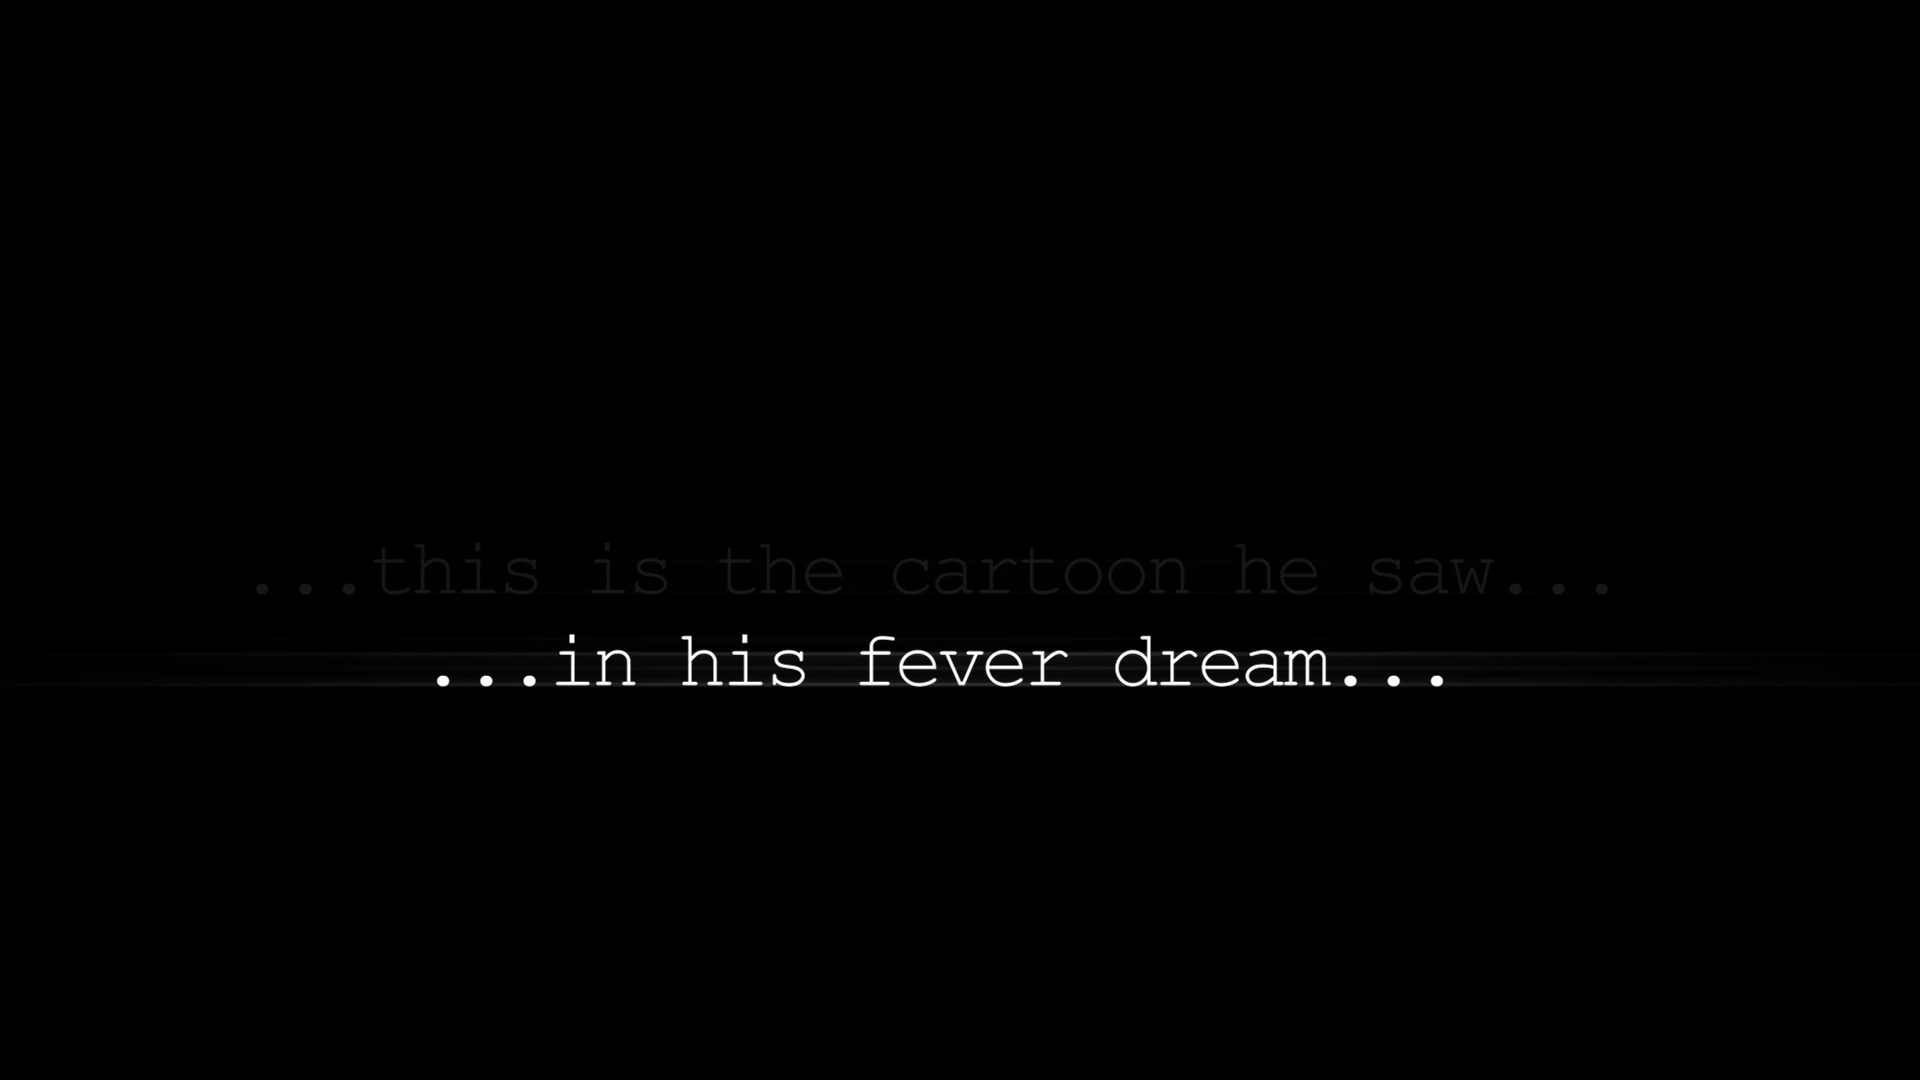 ...this is the cartoon he saw...
...in his fever dream...